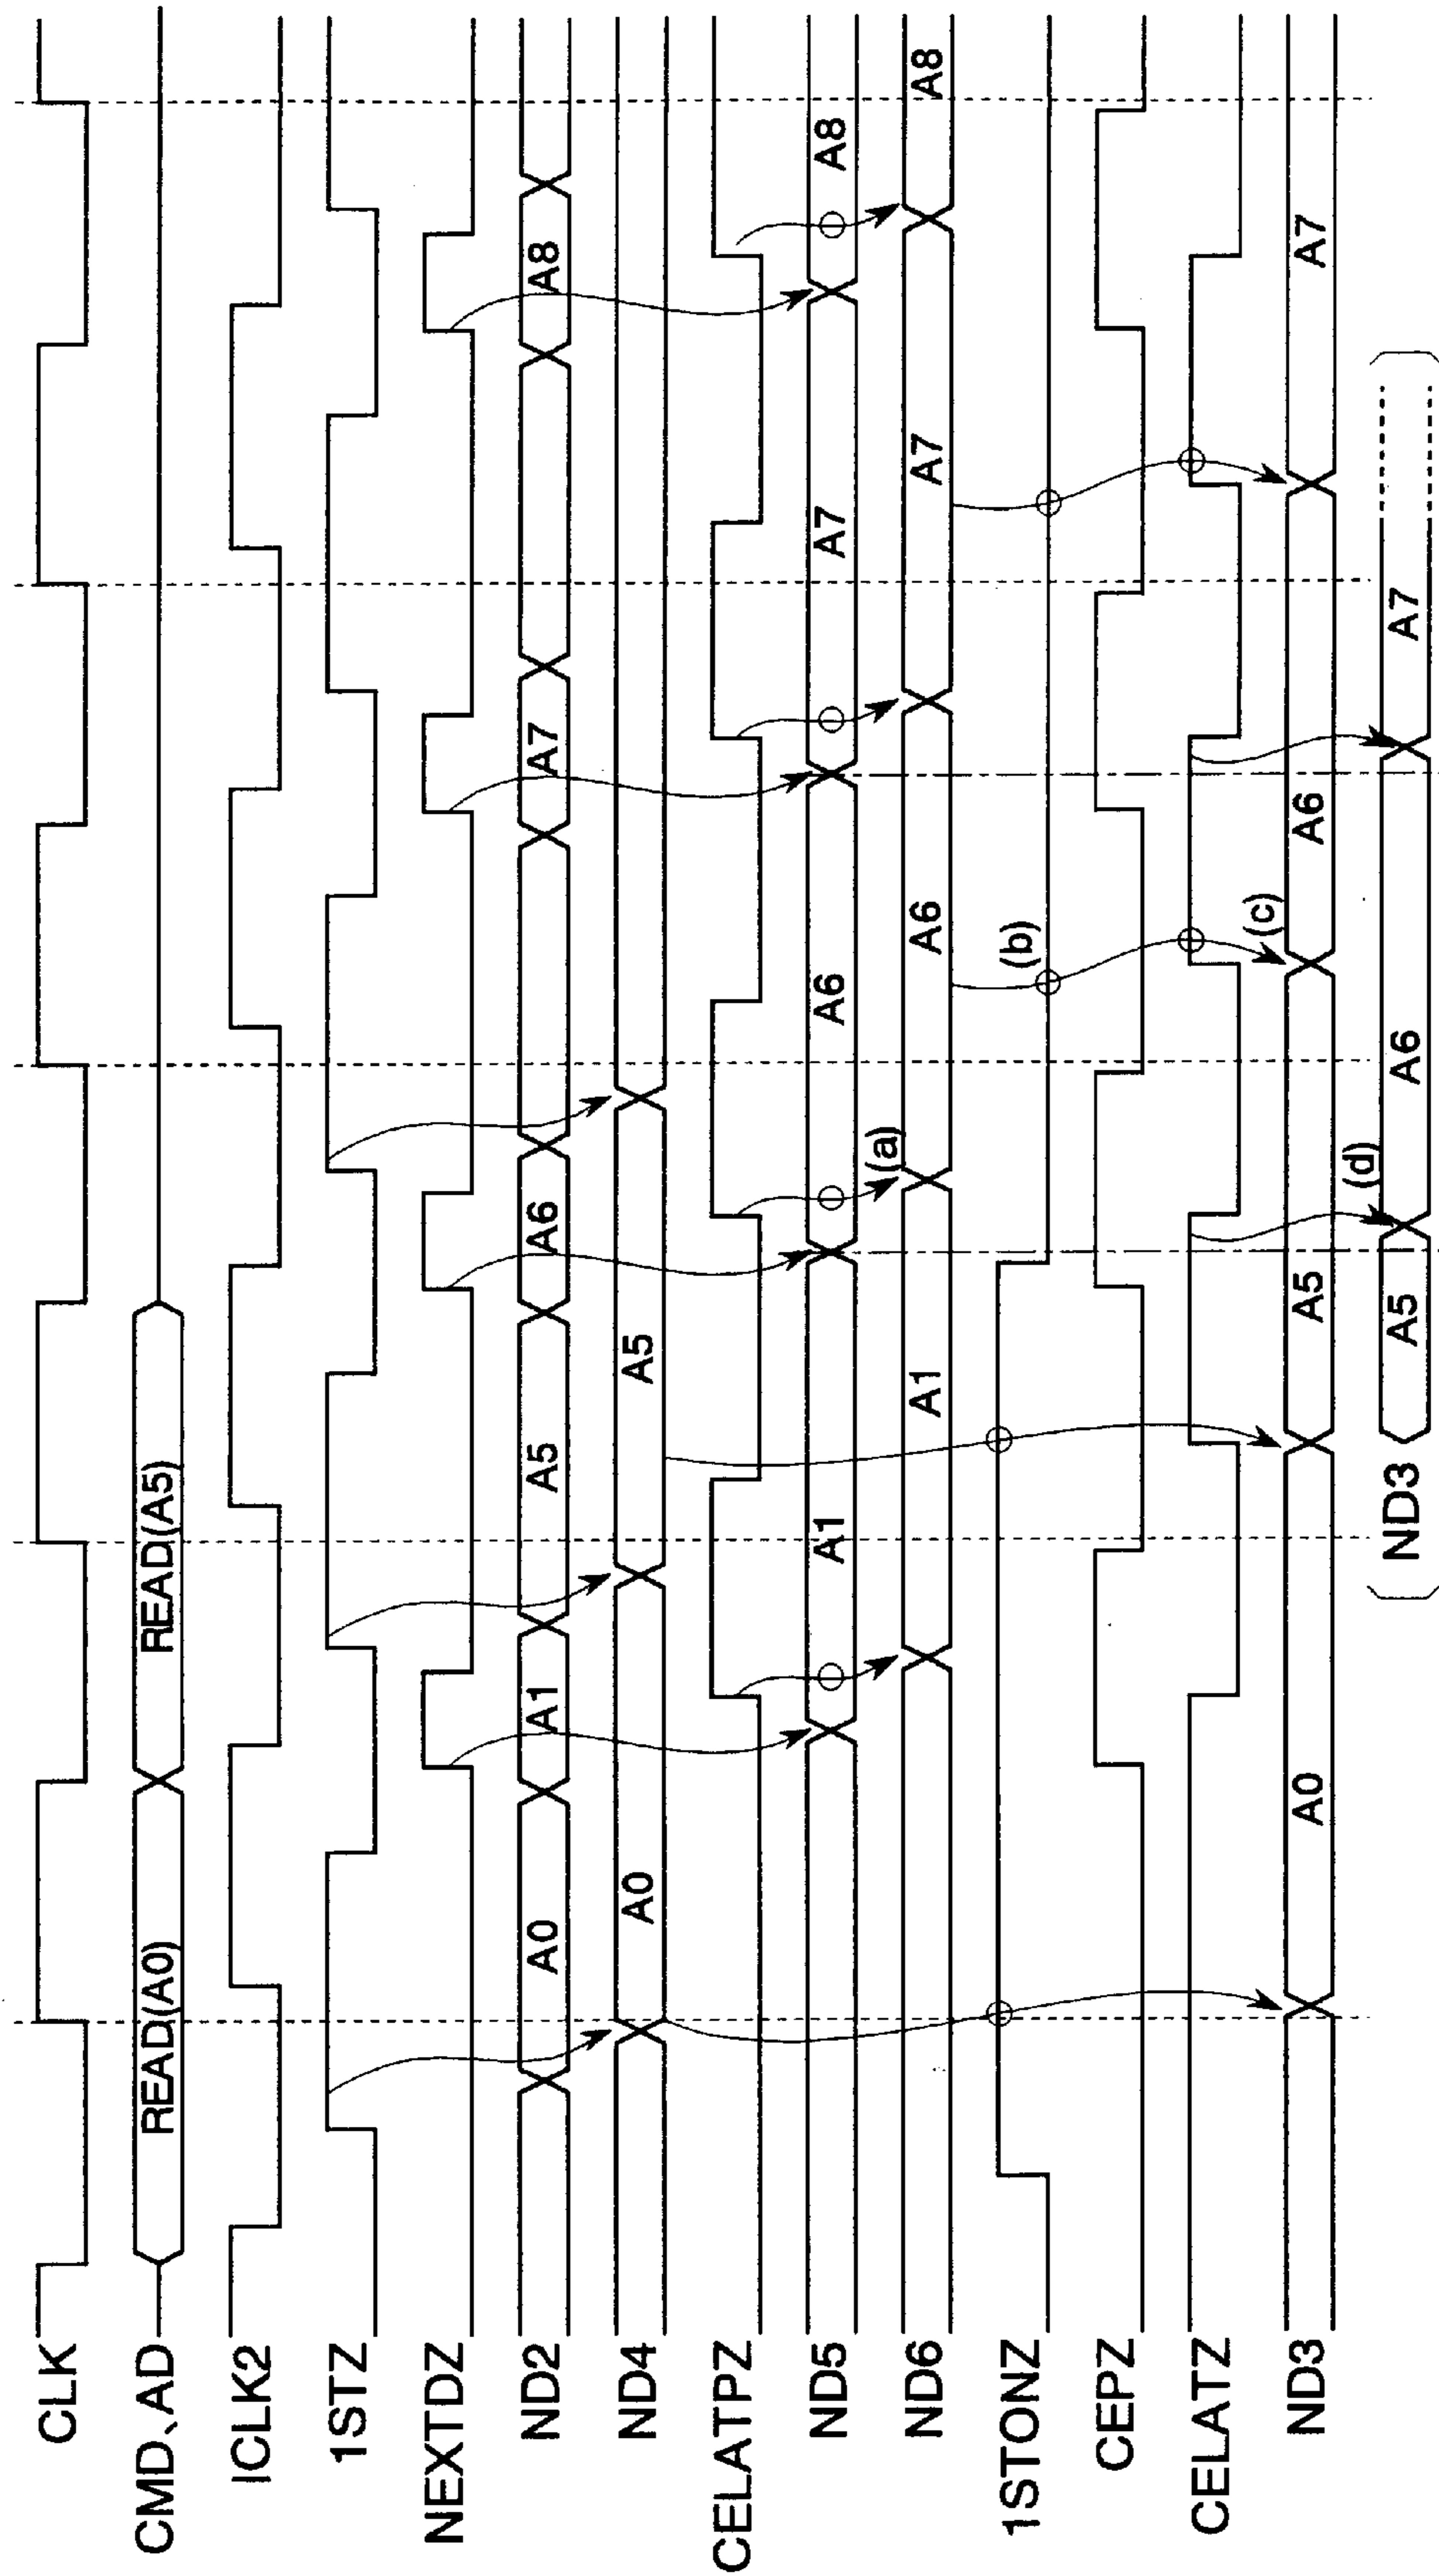 CLK
CMD、AD READ(A0) READ(A5)
ICLK2
1STZ
NEXTDZ
ND2 A0 A1 A5 A6 A7 A8
ND4 A0 A5
CELATPZ
ND5 A1 A6 A7 A8
(a)
ND6 A1 A6 A7 A8
1STONZ (b)
CEPZ
CELATZ
(c)
ND3 A0 A5 A6 A7
(d)
(ND3 A5 A6 A7)